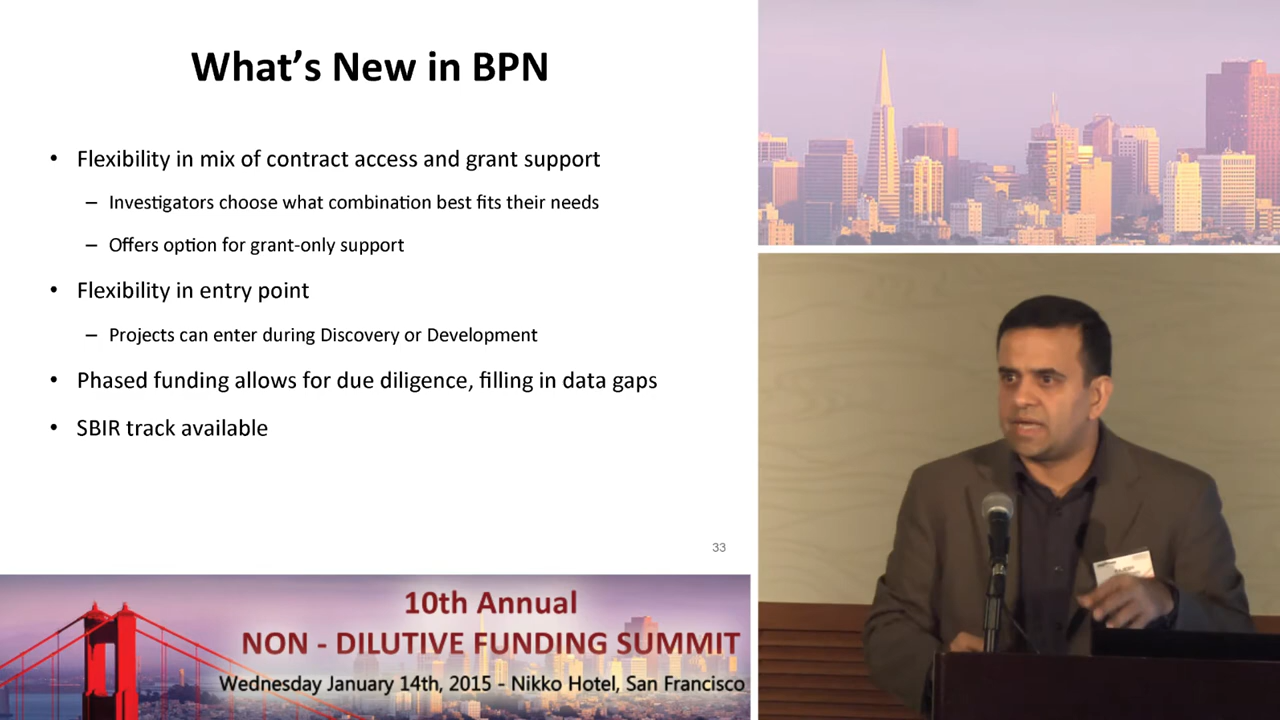 What's New in BPN
• Flexibility in mix of contract access and grant support
– Investigators choose what combination best fits their needs
– Offers option for grant-only support
• Flexibility in entry point
– Projects can enter during Discovery or Development
• Phased funding allows for due diligence, filling in data gaps
• SBIR track available
33
10th Annual
NON - DILUTIVE FUNDING SUMMIT
Wednesday January 14th, 2015 - Nikko Hotel, San Francisco